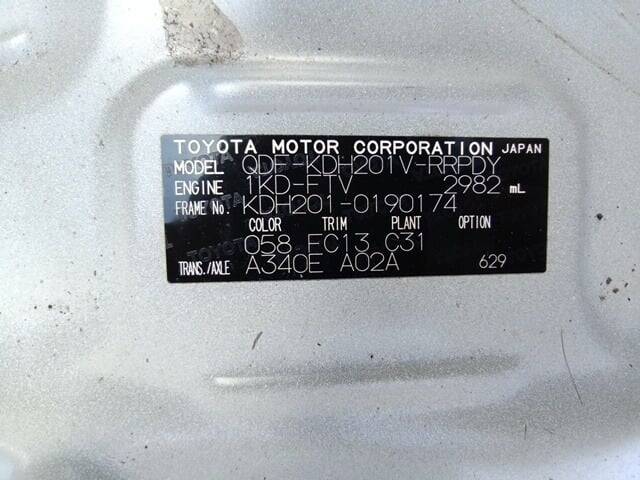 TOYOTA MOTOR CORPORATION JAPAN
MODEL QDF-KDH201V-RRPDY
ENGINE 1KD-FTV 2982 mL
FRAME No. KDH201-0190174
COLOR TRIM PLANT OPTION
058 FC13 C31
TRANS./AXLE A340E A02A 629